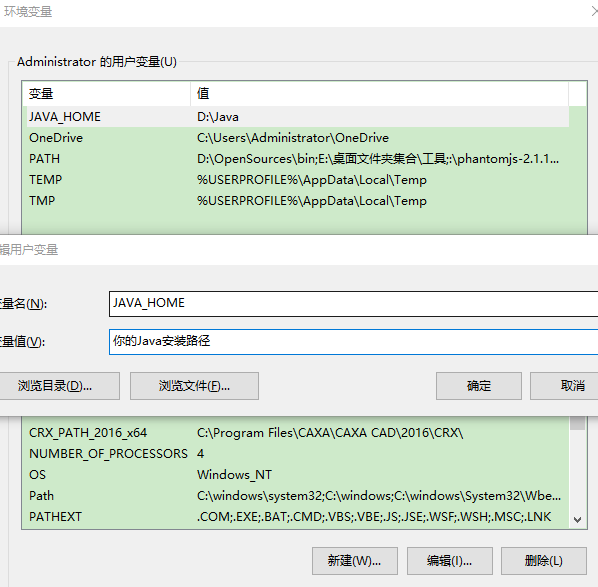 环境变量
Administrator 的用户变量(U)
变量 值
JAVA_HOME D:\Java
OneDrive C:\Users\Administrator\OneDrive
PATH D:\OpenSources\bin;E:\桌面文件夹集合\工具;:\phantomjs-2.1.1...
TEMP %USERPROFILE%\AppData\Local\Temp
TMP %USERPROFILE%\AppData\Local\Temp
辑用户变量
变量名(N): JAVA_HOME
变量值(V): 你的Java安装路径
浏览目录(D)... 浏览文件(F)... 确定 取消
CRX_PATH_2016_x64 C:\Program Files\CAXA\CAXA CAD\2016\CRX\
NUMBER_OF_PROCESSORS 4
OS Windows_NT
Path C:\windows\system32;C:\windows;C:\windows\System32\Wbe...
PATHEXT .COM;.EXE;.BAT;.CMD;.VBS;.VBE;.JS;.JSE;.WSF;.WSH;.MSC;.LNK
新建(W)... 编辑(I)... 删除(L)